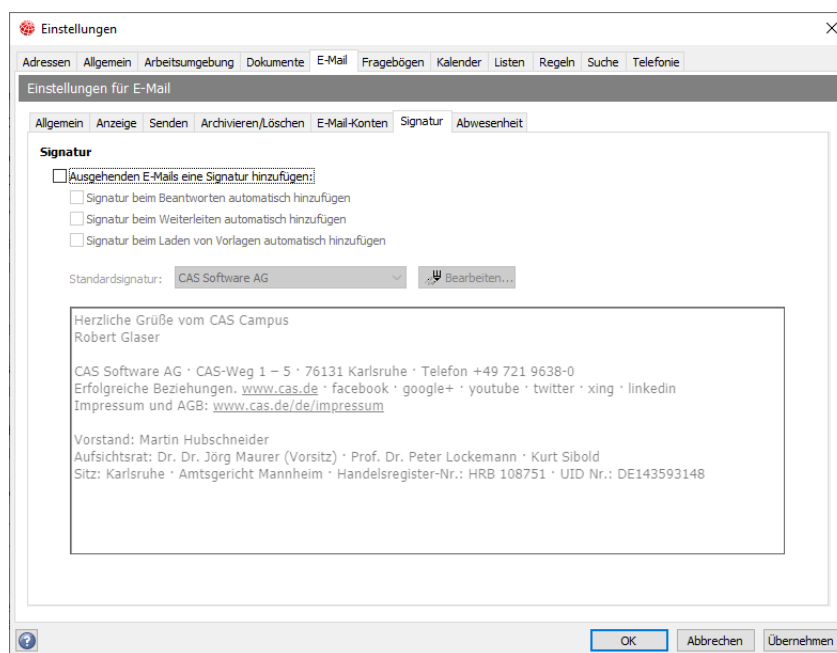 Einstellungen
Adressen Allgemein Arbeitsumgebung Dokumente E-Mail Fragebögen Kalender Listen Regeln Suche Telefonie
Einstellungen für E-Mail
Allgemein Anzeige Senden Archivieren/Löschen E-Mail-Konten Signatur Abwesenheit
Signatur
Ausgehenden E-Mails eine Signatur hinzufügen:
Signatur beim Beantworten automatisch hinzufügen
Signatur beim Weiterleiten automatisch hinzufügen
Signatur beim Laden von Vorlagen automatisch hinzufügen
Standardsignatur: CAS Software AG Bearbeiten...
Herzliche Grüße vom CAS Campus
Robert Glaser
CAS Software AG · CAS-Weg 1 – 5 · 76131 Karlsruhe · Telefon +49 721 9638-0
Erfolgreiche Beziehungen. www.cas.de · facebook · google+ · youtube · twitter · xing · linkedin
Impressum und AGB: www.cas.de/de/impressum
Vorstand: Martin Hubschneider
Aufsichtsrat: Dr. Dr. Jörg Maurer (Vorsitz) · Prof. Dr. Peter Lockemann · Kurt Sibold
Sitz: Karlsruhe · Amtsgericht Mannheim · Handelsregister-Nr.: HRB 108751 · UID Nr.: DE143593148
? OK Abbrechen Übernehmen